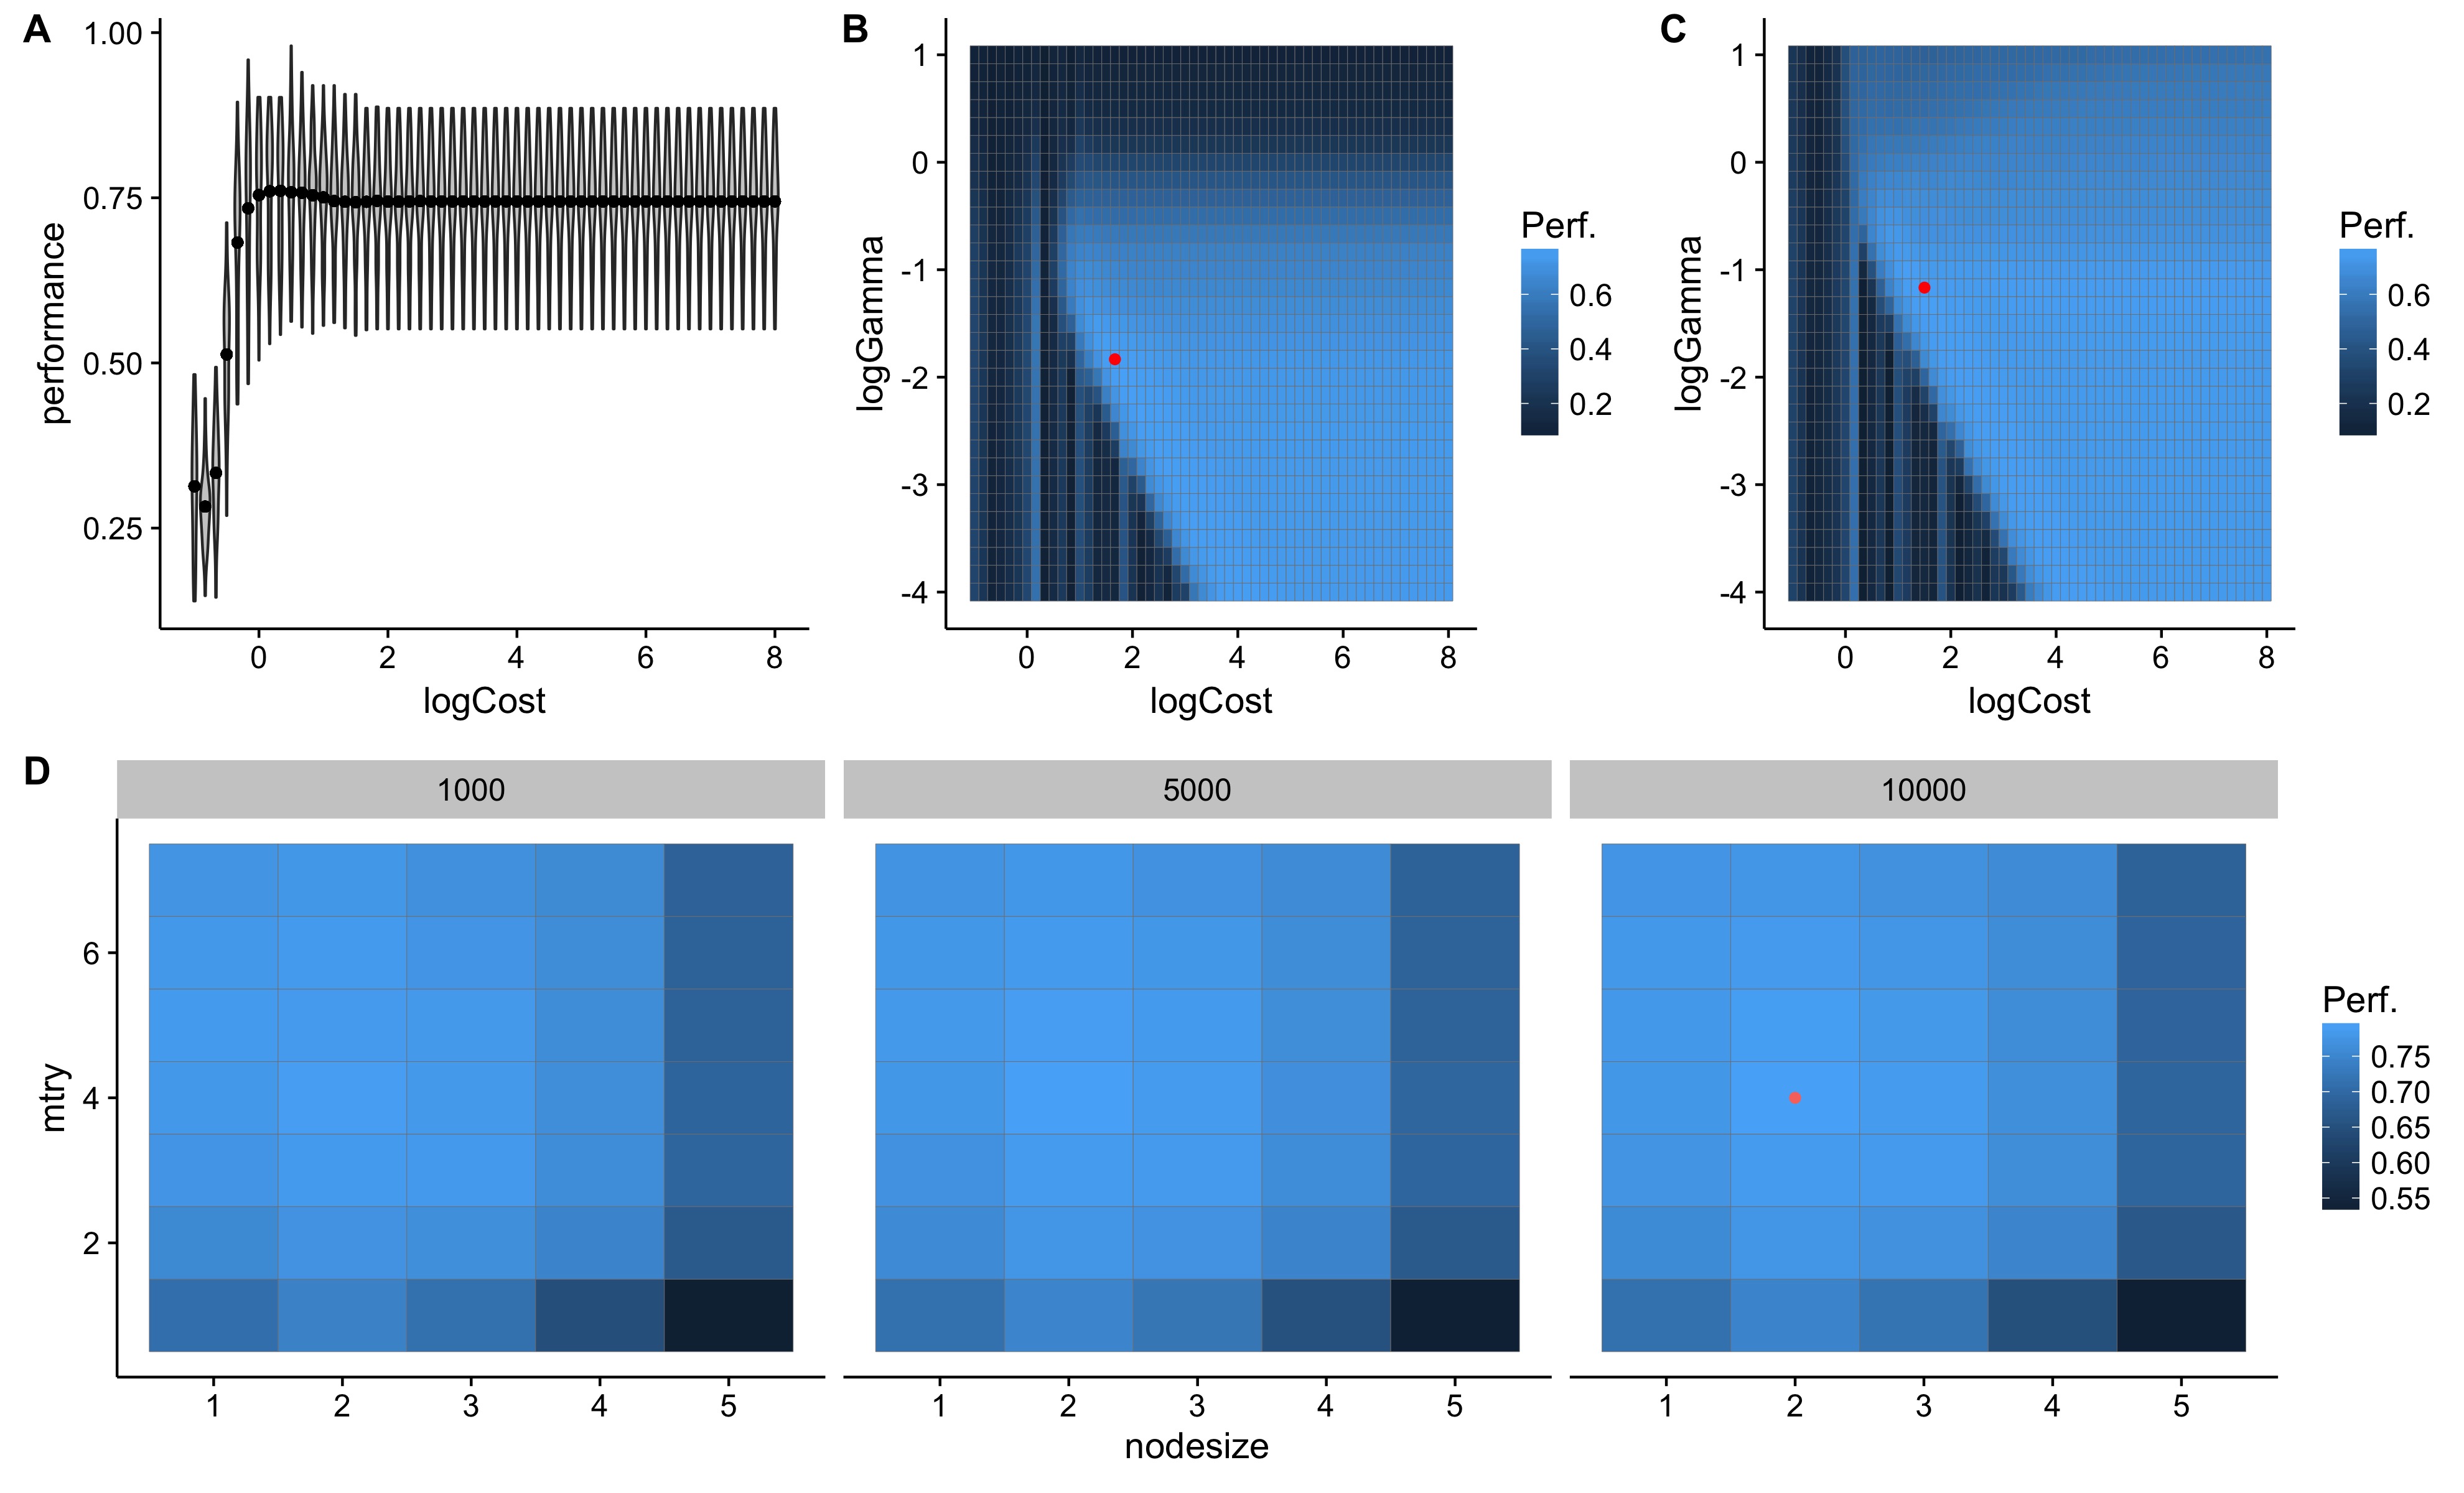 A
1.00
0.75
0.50
0.25
performance
0 2 4 6 8
logCost
B
1
0
-1
-2
-3
-4
logGamma
0 2 4 6 8
logCost
Perf.
0.6
0.4
0.2
C
1
0
-1
-2
-3
-4
logGamma
0 2 4 6 8
logCost
Perf.
0.6
0.4
0.2
D
1000 5000 10000
6
4
2
mtry
1 2 3 4 5 1 2 3 4 5 1 2 3 4 5
nodesize
Perf.
0.75
0.70
0.65
0.60
0.55